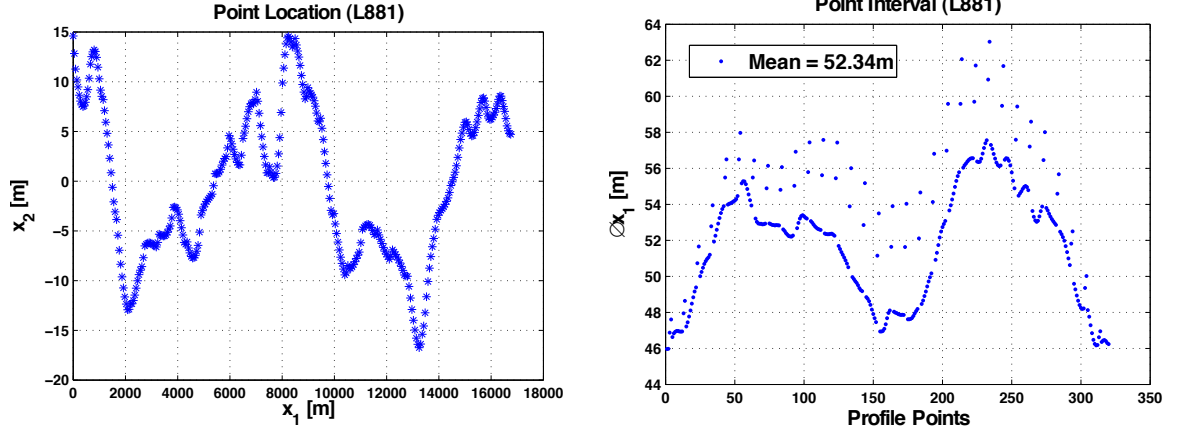 Point Location (L881)
15
10
5
0
−5
−10
−15
−20
x2 [m]
0 2000 4000 6000 8000 10000 12000 14000 16000 18000
x1 [m]
Point Interval (L881)
Mean = 52.34m
64
62
60
58
56
54
52
50
48
46
44
∅x1 [m]
0 50 100 150 200 250 300 350
Profile Points